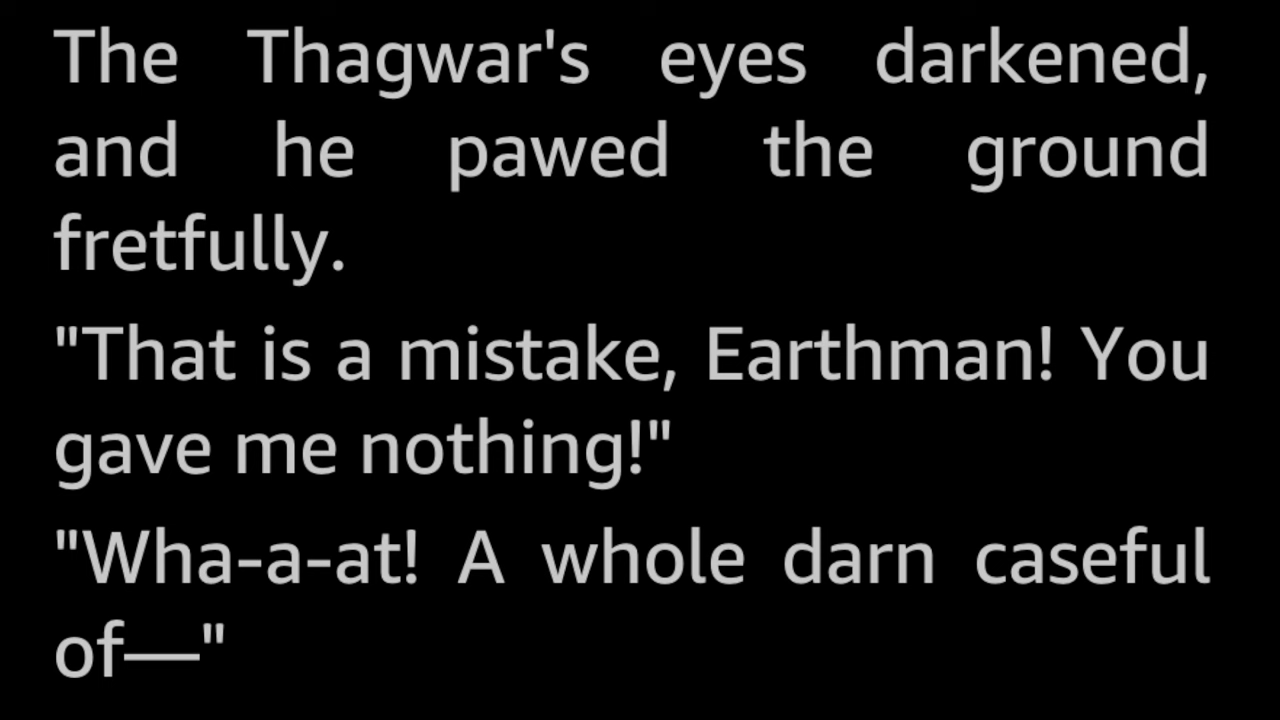 The Thagwar's eyes darkened,
and he pawed the ground
fretfully.
"That is a mistake, Earthman! You
gave me nothing!"
"Wha-a-at! A whole darn caseful
of—"